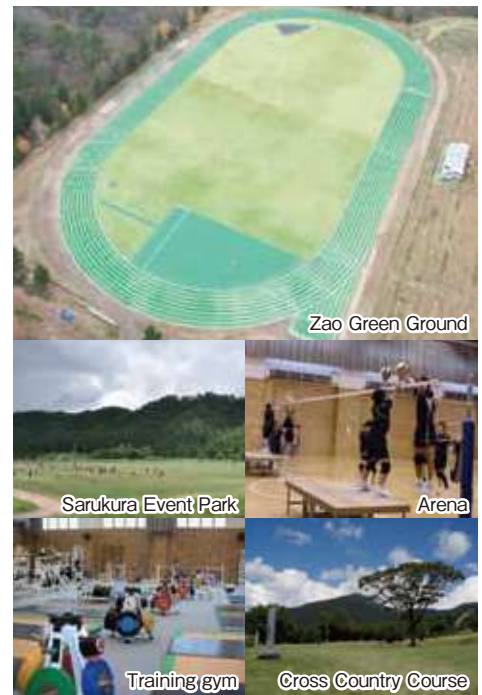 Zao Green Ground
Sarukura Event Park
Arena
Training gym
Cross Country Course